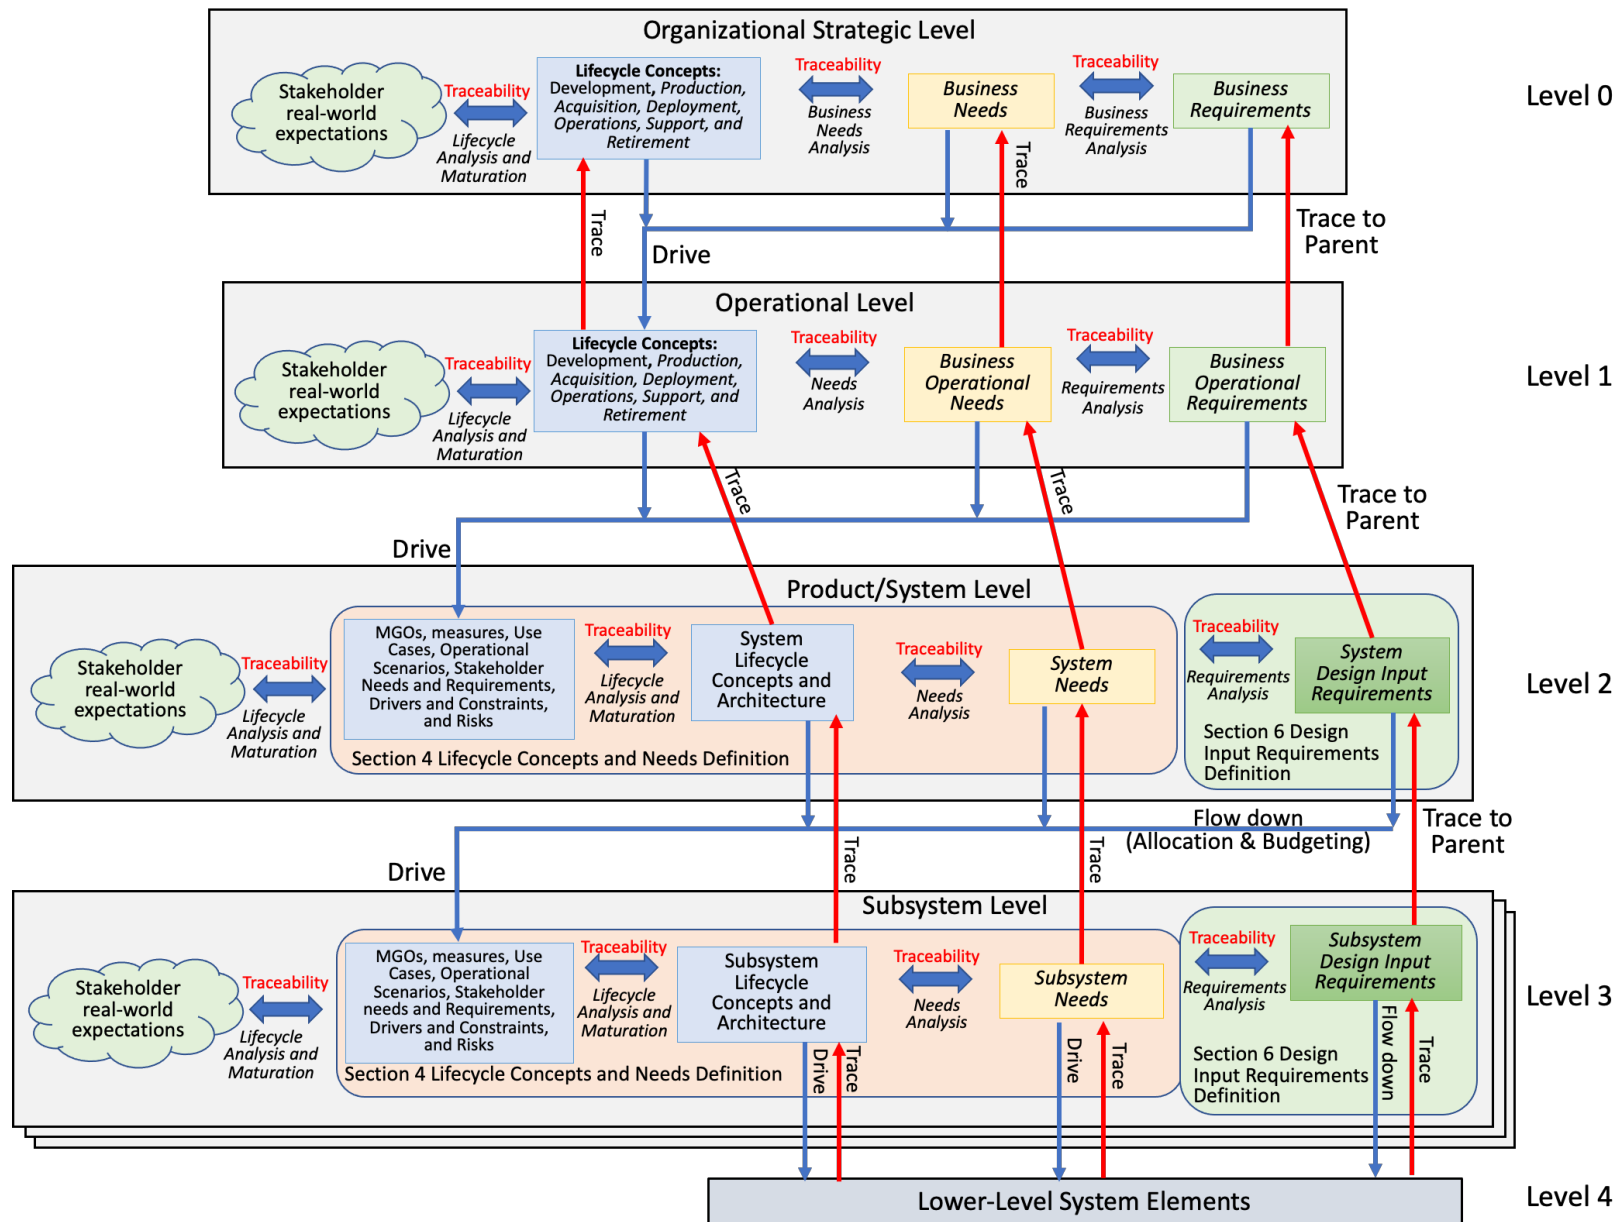 Organizational Strategic Level
Level 0
Stakeholder
real-world
expectations
Traceability
Lifecycle
Analysis and
Maturation
Lifecycle Concepts:
Development, Production,
Acquisition, Deployment,
Operations, Support, and
Retirement
Traceability
Business
Needs
Analysis
Business
Needs
Traceability
Business
Requirements
Analysis
Business
Requirements
Trace
Trace
Trace to
Parent
Drive
Operational Level
Level 1
Stakeholder
real-world
expectations
Traceability
Lifecycle
Analysis and
Maturation
Lifecycle Concepts:
Development, Production,
Acquisition, Deployment,
Operations, Support, and
Retirement
Traceability
Needs
Analysis
Business
Operational
Needs
Traceability
Requirements
Analysis
Business
Operational
Requirements
Trace
Trace
Trace to
Parent
Drive
Product/System Level
Level 2
Stakeholder
real-world
expectations
Traceability
Lifecycle
Analysis and
Maturation
MGOs, measures, Use
Cases, Operational
Scenarios, Stakeholder
Needs and Requirements,
Drivers and Constraints,
and Risks
Traceability
Lifecycle
Analysis and
Maturation
System
Lifecycle
Concepts and
Architecture
Traceability
Needs
Analysis
System
Needs
Section 4 Lifecycle Concepts and Needs Definition
Traceability
Requirements
Analysis
System
Design Input
Requirements
Section 6 Design
Input Requirements
Definition
Flow down
(Allocation & Budgeting)
Trace to
Parent
Trace
Trace
Drive
Subsystem Level
Level 3
Stakeholder
real-world
expectations
Traceability
Lifecycle
Analysis and
Maturation
MGOs, measures, Use
Cases, Operational
Scenarios, Stakeholder
needs and Requirements,
Drivers and Constraints,
and Risks
Traceability
Lifecycle
Analysis and
Maturation
Subsystem
Lifecycle
Concepts and
Architecture
Traceability
Needs
Analysis
Subsystem
Needs
Section 4 Lifecycle Concepts and Needs Definition
Traceability
Requirements
Analysis
Subsystem
Design Input
Requirements
Section 6 Design
Input Requirements
Definition
Drive
Trace
Drive
Trace
Flow down
Trace
Lower-Level System Elements
Level 4